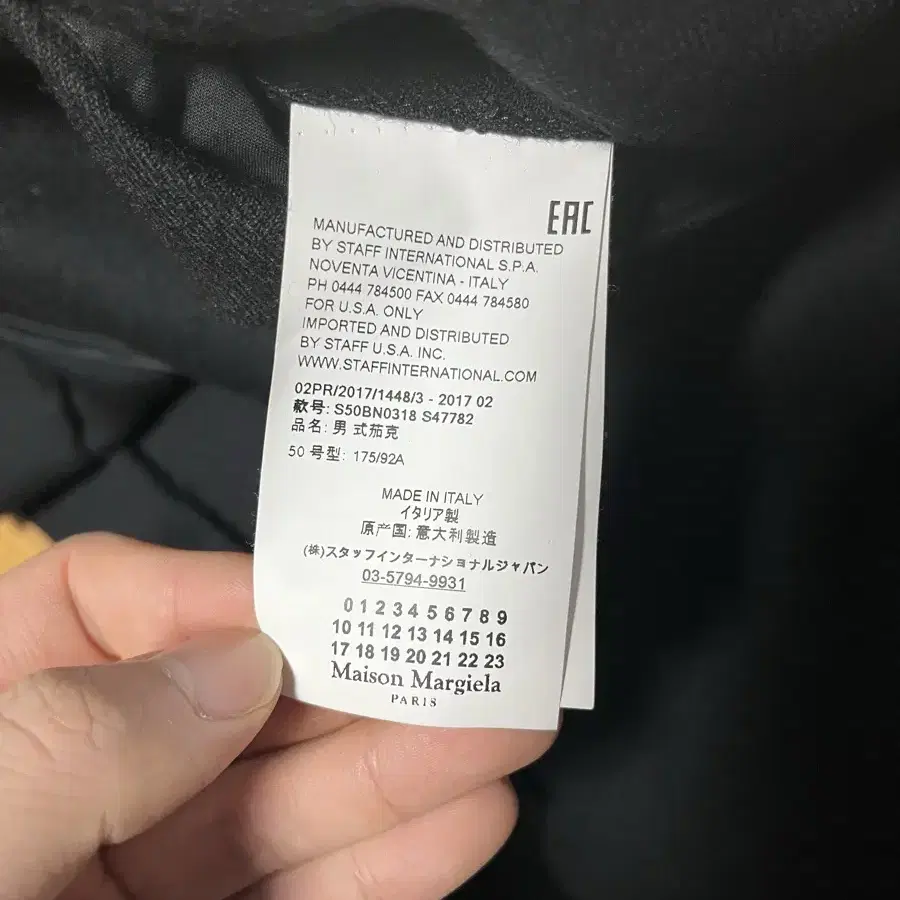 EAC
MANUFACTURED AND DISTRIBUTED
BY STAFF INTERNATIONAL S.P.A.
NOVENTA VICENTINA - ITALY
PH 0444 784500 FAX 0444 784580
FOR U.S.A. ONLY
IMPORTED AND DISTRIBUTED
BY STAFF U.S.A. INC.
WWW.STAFFINTERNATIONAL.COM
02PR/2017/1448/3 - 2017 02
款号: S50BN0318 S47782
品名: 男 式茄克
50 号型: 175/92A
MADE IN ITALY
イタリア製
原产国: 意大利製造
(株)スタッフインターナショナルジャパン
03-5794-9931
0 1 2 3 4 5 6 7 8 9
10 11 12 13 14 15 16
17 18 19 20 21 22 23
Maison Margiela
PARIS